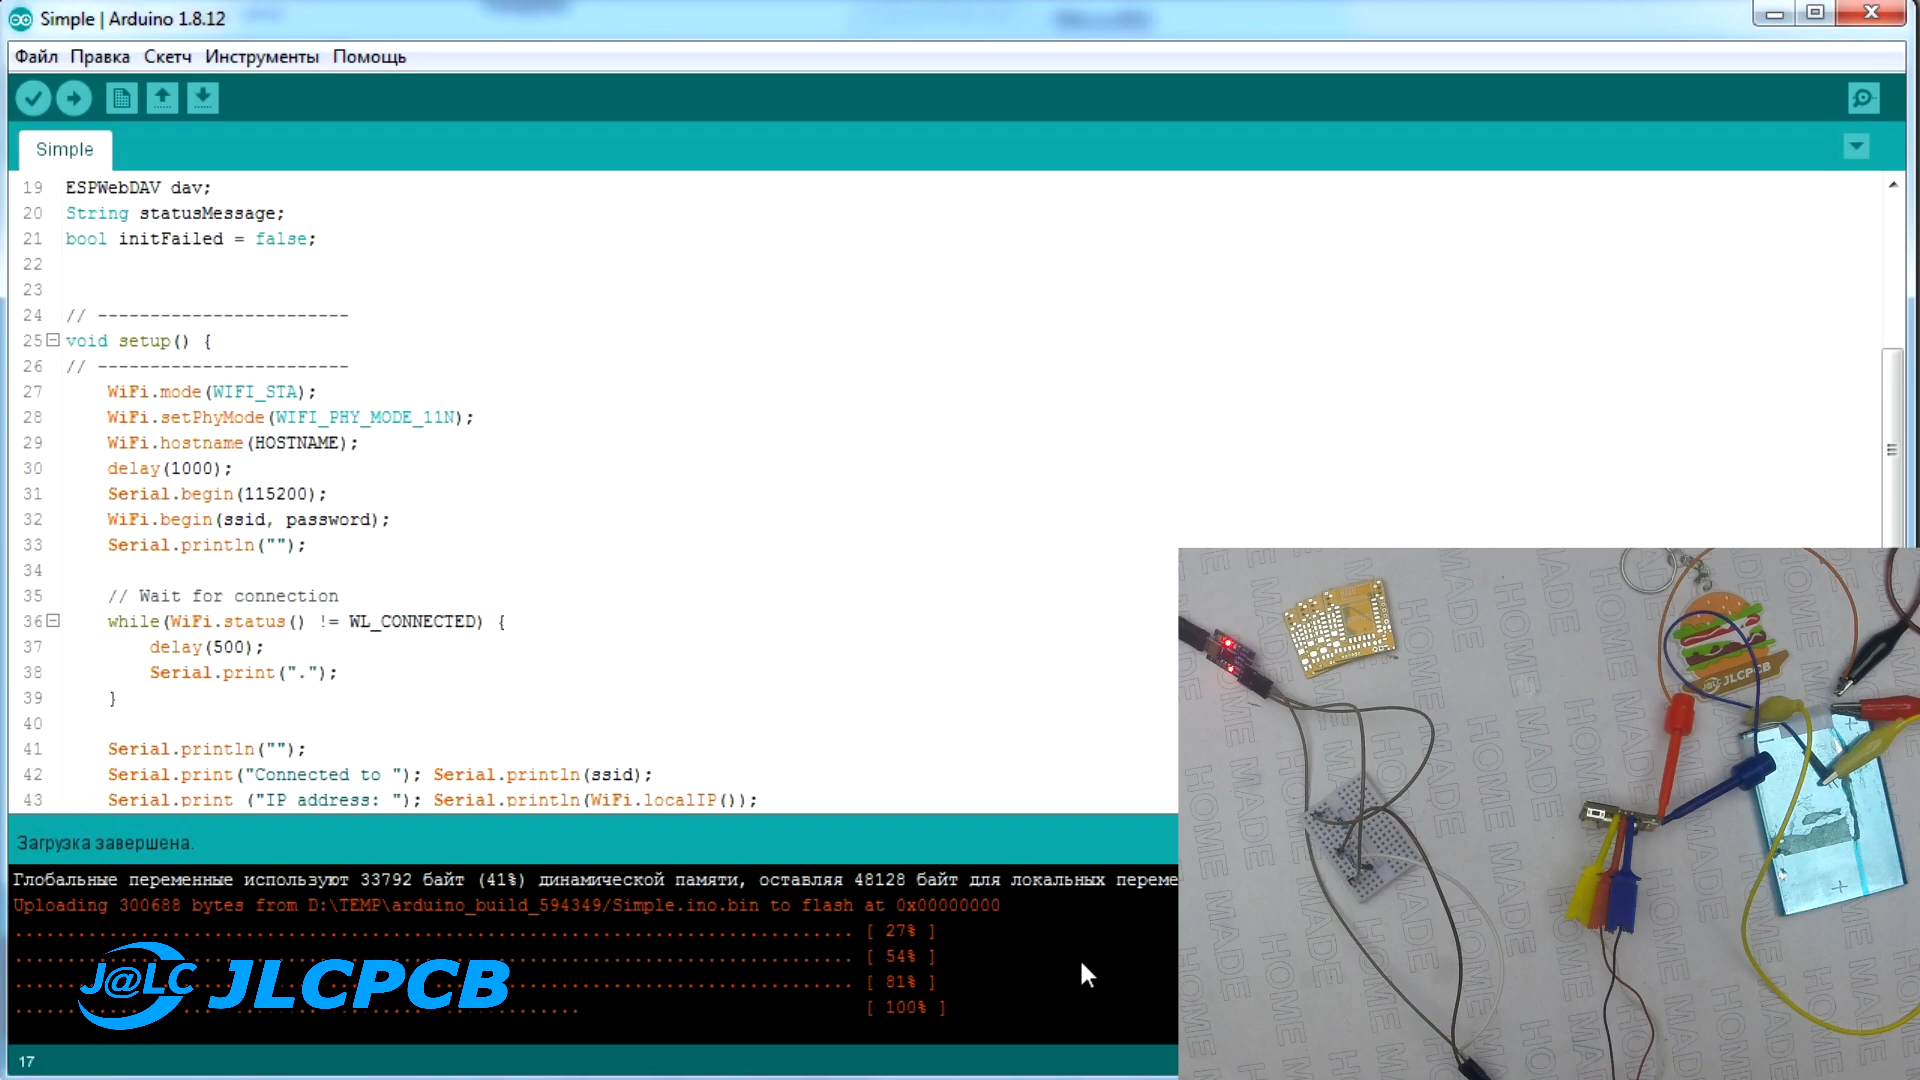 Simple | Arduino 1.8.12
Файл Правка Скетч Инструменты Помощь
Simple
19 ESPWebDAV dav;
20 String statusMessage;
21 bool initFailed = false;
22
23
24 // ------------------------
25 void setup() {
26 // ------------------------
27 WiFi.mode(WIFI_STA);
28 WiFi.setPhyMode(WIFI_PHY_MODE_11N);
29 WiFi.hostname(HOSTNAME);
30 delay(1000);
31 Serial.begin(115200);
32 WiFi.begin(ssid, password);
33 Serial.println("");
34
35 // Wait for connection
36 while(WiFi.status() != WL_CONNECTED) {
37 delay(500);
38 Serial.print(".");
39 }
40
41 Serial.println("");
42 Serial.print("Connected to "); Serial.println(ssid);
43 Serial.print ("IP address: "); Serial.println(WiFi.localIP());
Загрузка завершена.
Глобальные переменные используют 33792 байт (41%) динамической памяти, оставляя 48128 байт для локальных переме
Uploading 300688 bytes from D:\TEMP\arduino_build_594349/Simple.ino.bin to flash at 0x00000000
................................................................................ [ 27% ]
................................................................................ [ 54% ]
................................................................................ [ 81% ]
...................................................... [ 100% ]
J@LC JLCPCB
17
HOME MADE
J@LC JLCPCB